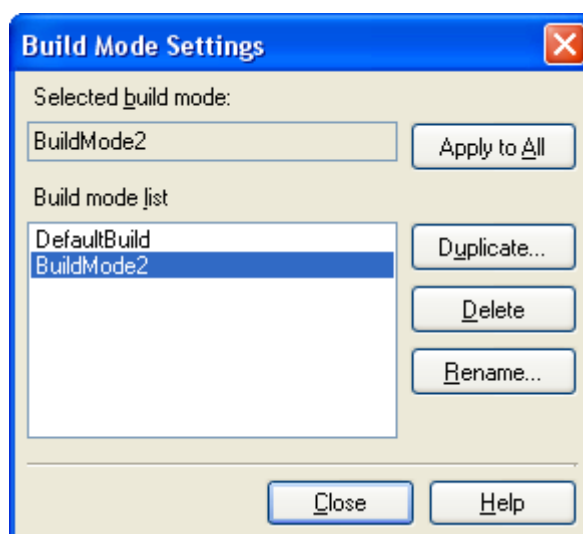 Build Mode Settings
Selected build mode:
BuildMode2
Apply to All
Build mode list
DefaultBuild
BuildMode2
Duplicate...
Delete
Rename...
Close
Help